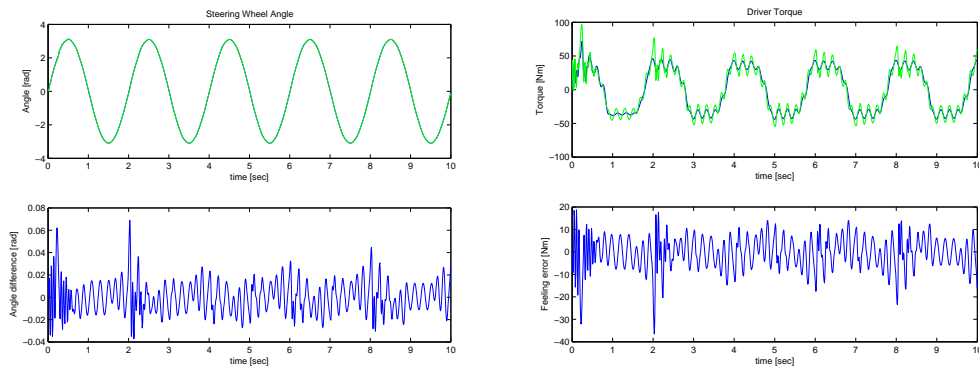 Steering Wheel Angle
Angle [rad]
4
2
0
−2
−4
0 1 2 3 4 5 6 7 8 9 10
time [sec]
Angle difference [rad]
0.08
0.06
0.04
0.02
0
−0.02
−0.04
0 1 2 3 4 5 6 7 8 9 10
time [sec]
Driver Torque
Torque [Nm]
100
50
0
−50
−100
0 1 2 3 4 5 6 7 8 9 10
time [sec]
Feeling error [Nm]
20
10
0
−10
−20
−30
−40
0 1 2 3 4 5 6 7 8 9 10
time [sec]